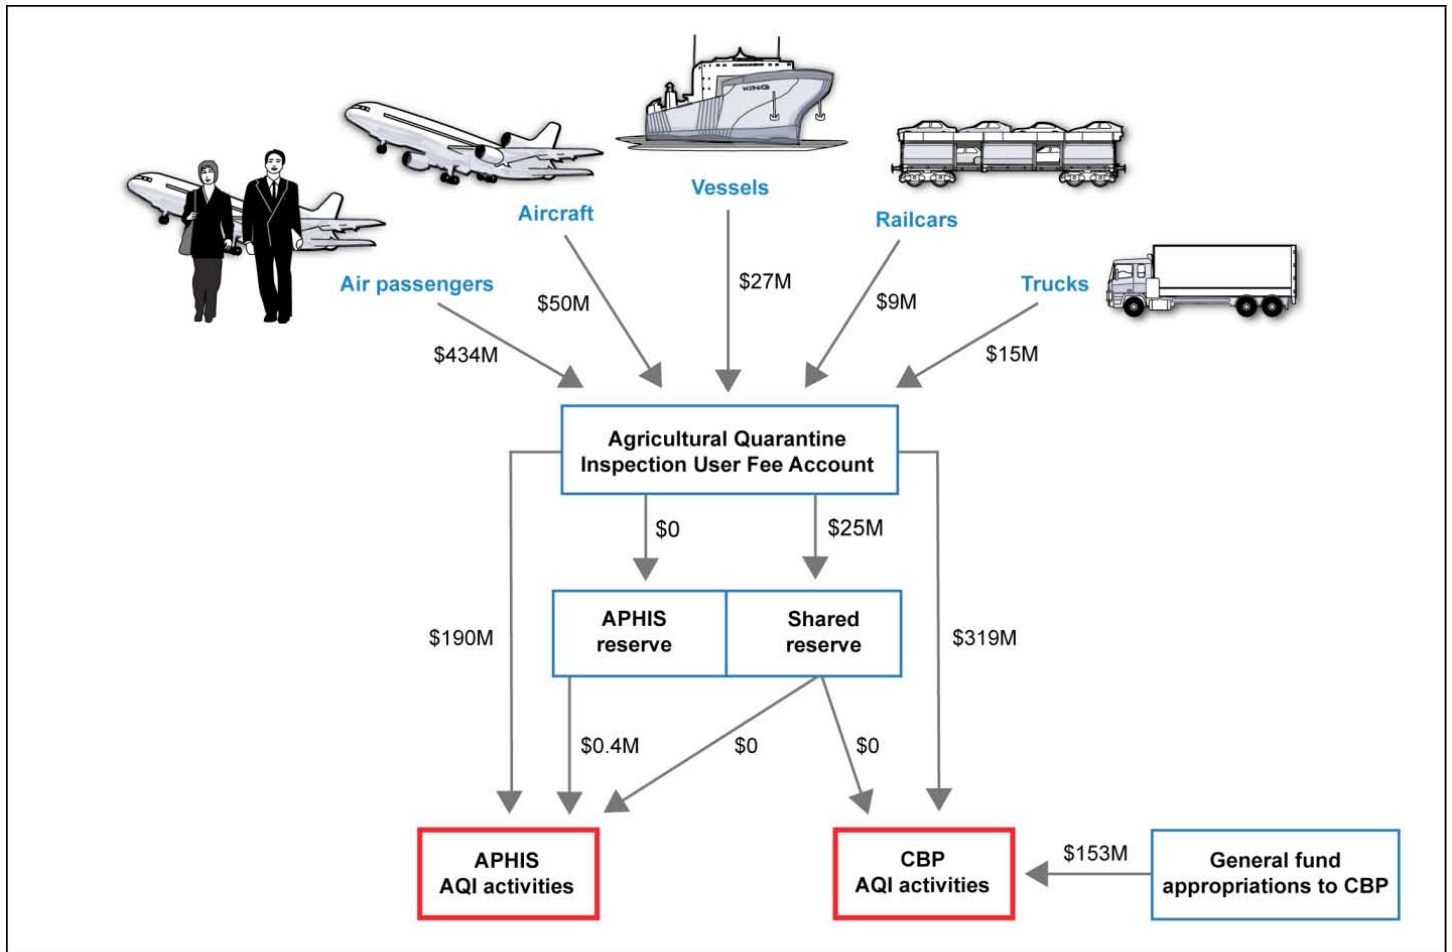 KING
Vessels
Aircraft
Railcars
Air passengers
Trucks
$27M
$50M
$9M
$434M
$15M
Agricultural Quarantine
Inspection User Fee Account
$0
$25M
APHIS
reserve
Shared
reserve
$190M
$319M
$0.4M
$0
$0
APHIS
AQI activities
CBP
AQI activities
$153M
General fund
appropriations to CBP